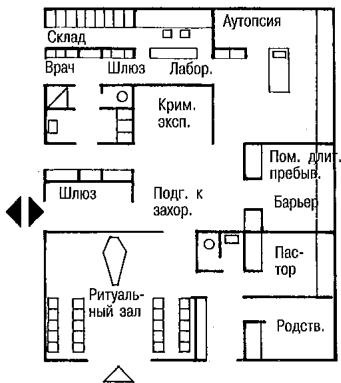 Аутопсия
Склад
Врач Шлюз Лабор.
Крим.
эксп.
Пом. длит.
пребыв.
Шлюз
Подг. к
захор.
Барьер
Пас-
тор
Ритуаль-
ный зал
Родств.